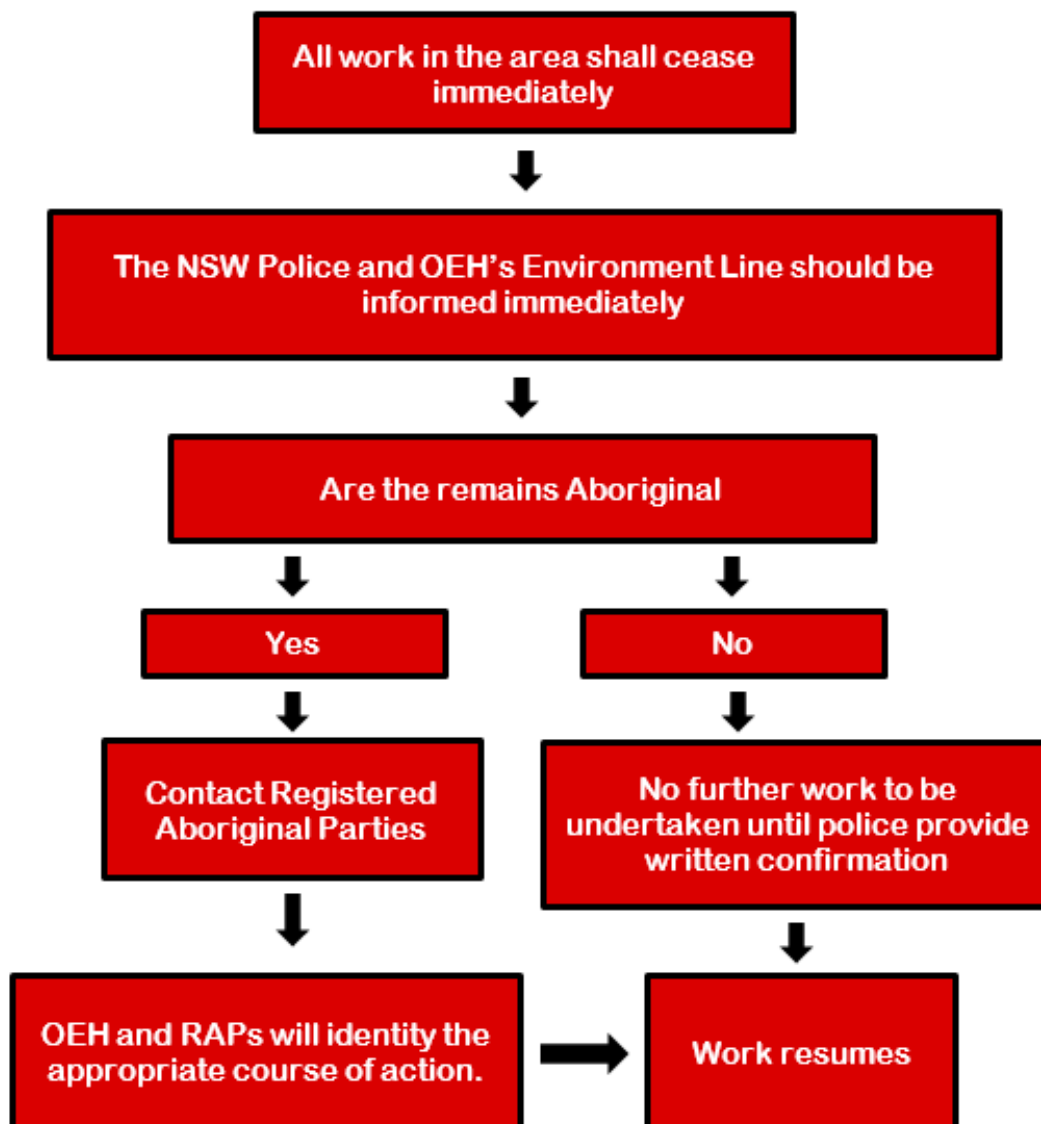 All work in the area shall cease
immediately
The NSW Police and OEH's Environment Line should be
informed immediately
Are the remains Aboriginal
Yes
No
Contact Registered
Aboriginal Parties
No further work to be
undertaken until police provide
written confirmation
OEH and RAPs will identity the
appropriate course of action.
Work resumes